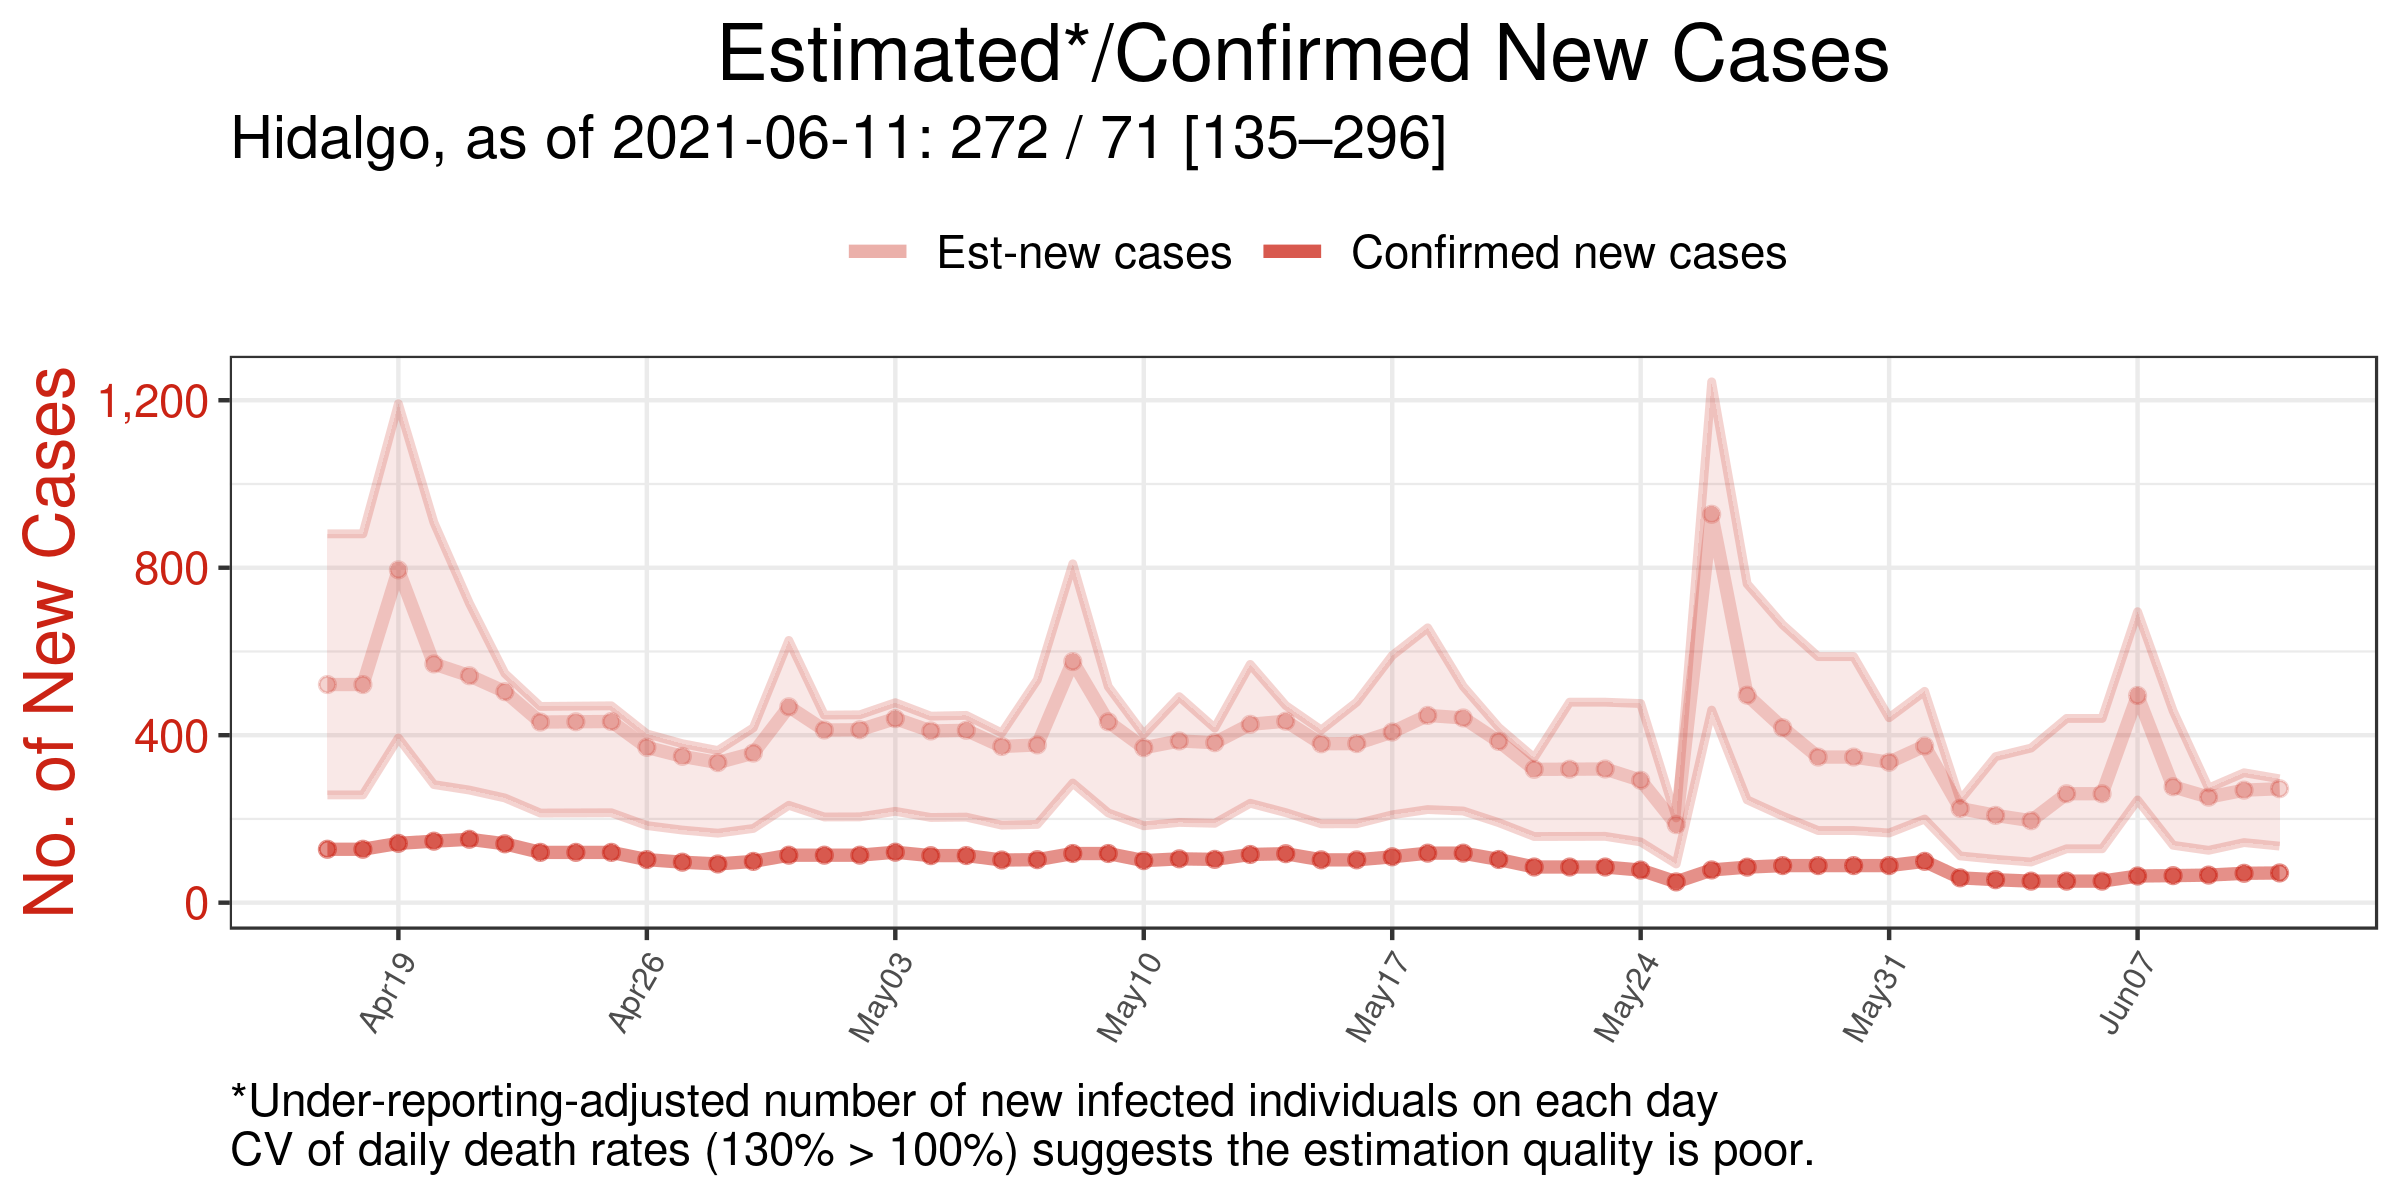 Estimated*/Confirmed New Cases
Hidalgo, as of 2021-06-11: 272 / 71 [135–296]
Est-new cases
Confirmed new cases
No. of New Cases
1,200
800
400
0
Apr19
Apr26
May03
May10
May17
May24
May31
Jun07
*Under-reporting-adjusted number of new infected individuals on each day
CV of daily death rates (130% > 100%) suggests the estimation quality is poor.